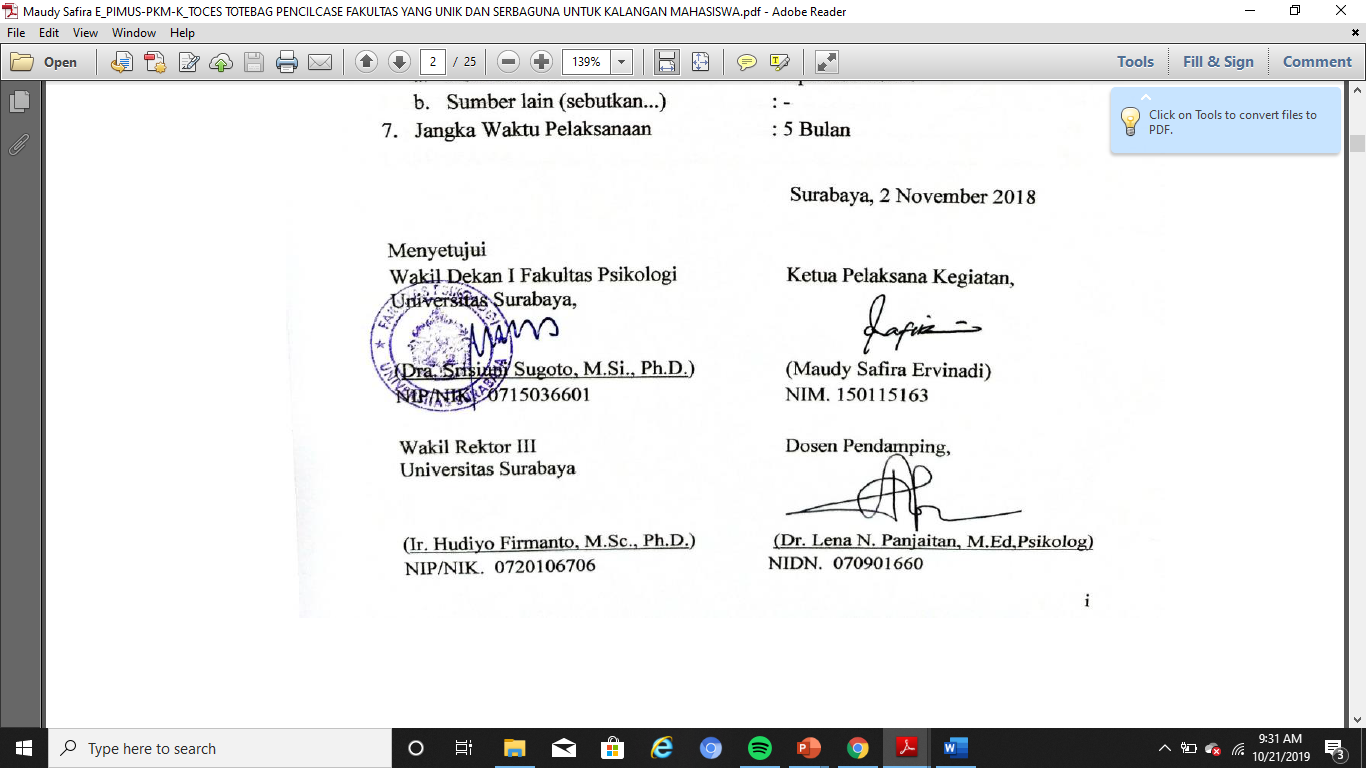 Maudy Safira E_PIMUS-PKM-K_TOCES TOTEBAG PENCILCASE FAKULTAS YANG UNIK DAN SERBAGUNA UNTUK KALANGAN MAHASISWA.pdf - Adobe Reader
File Edit View Window Help
Open 2 / 25 139% Tools Fill & Sign Comment
Click on Tools to convert files to PDF.
b. Sumber lain (sebutkan...) : -
7. Jangka Waktu Pelaksanaan : 5 Bulan
Surabaya, 2 November 2018
Menyetujui
Wakil Dekan I Fakultas Psikologi
Universitas Surabaya,
FAKULTAS PSIKOLOGI
UNIVERSITAS SURABAYA
(Dra. Srisiuni Sugoto, M.Si., Ph.D.)
NIP/NIK. 0715036601
Ketua Pelaksana Kegiatan,
(Maudy Safira Ervinadi)
NIM. 150115163
Wakil Rektor III
Universitas Surabaya
(Ir. Hudiyo Firmanto, M.Sc., Ph.D.)
NIP/NIK. 0720106706
Dosen Pendamping,
(Dr. Lena N. Panjaitan, M.Ed,Psikolog)
NIDN. 070901660
i
Type here to search
9:31 AM
10/21/2019
3